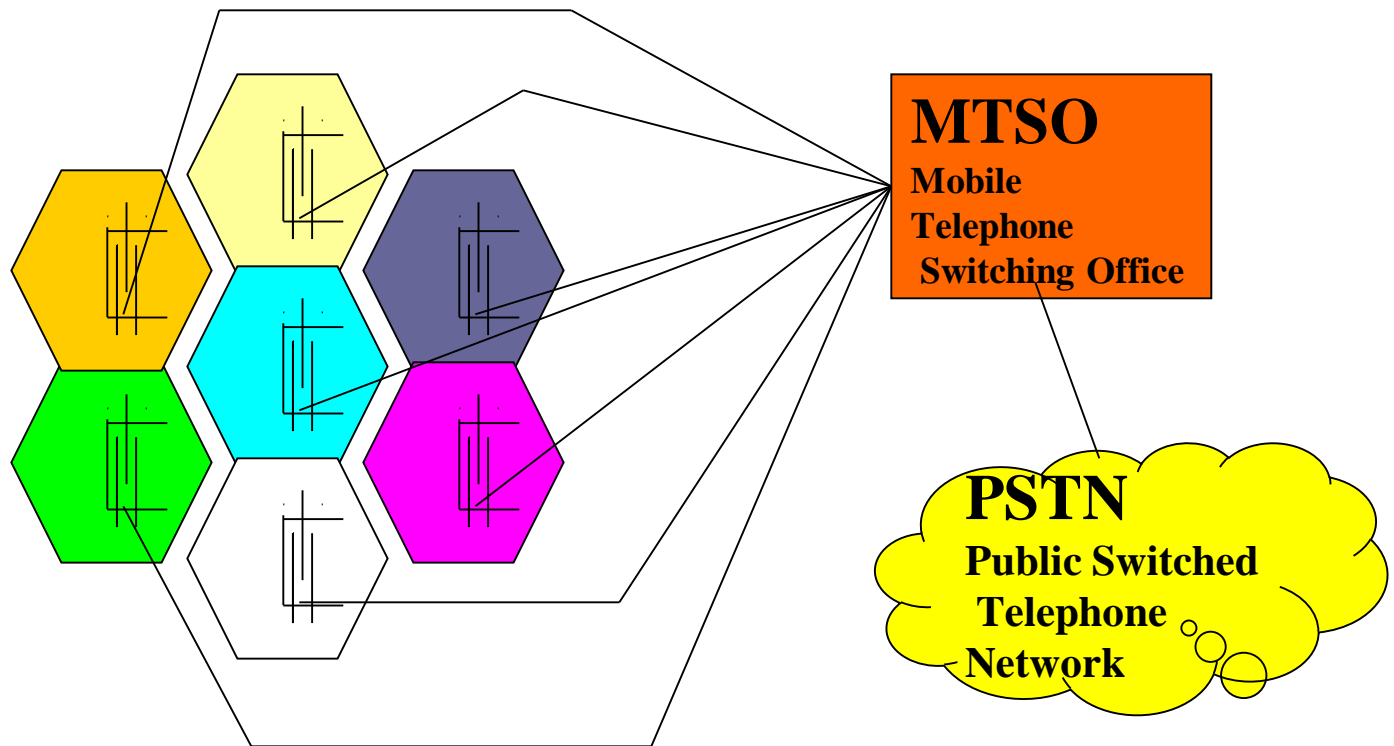 MTSO
Mobile
Telephone
Switching Office
PSTN
Public Switched
Telephone
Network